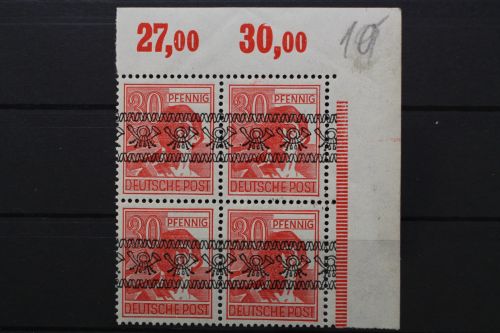 27,00 30,00 10
30 PFENNIG 30 PFENNIG
DEUTSCHE POST DEUTSCHE POST
30 PFENNIG 30 PFENNIG
DEUTSCHE POST DEUTSCHE POST